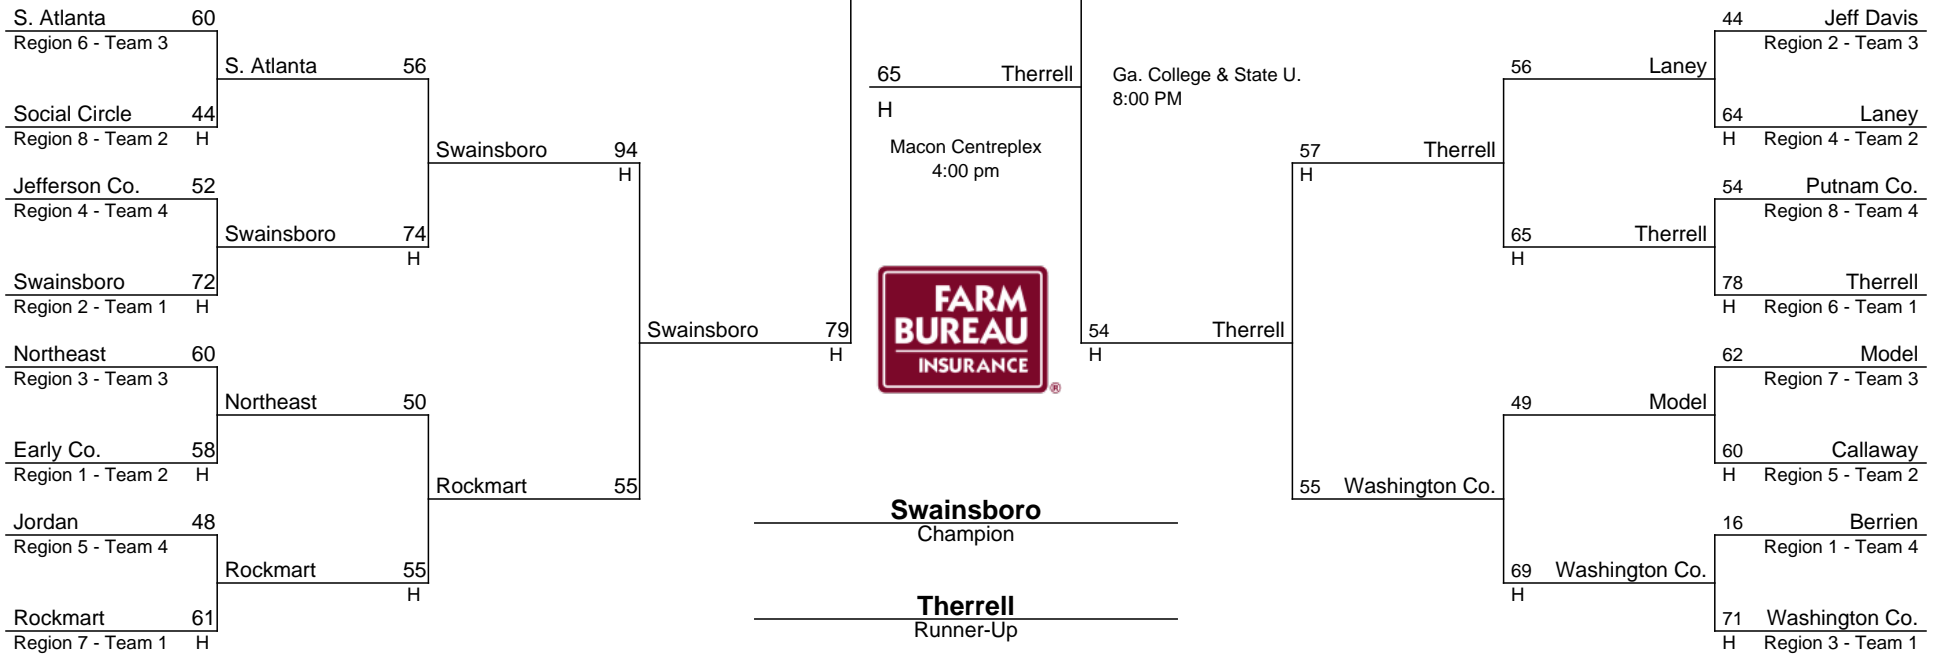 S. Atlanta 60
Region 6 - Team 3
S. Atlanta 56
Social Circle 44
Region 8 - Team 2 H
Swainsboro 94
H
Jefferson Co. 52
Region 4 - Team 4
Swainsboro 74
H
Swainsboro 72
Region 2 - Team 1 H
Swainsboro 79
H
Northeast 60
Region 3 - Team 3
Northeast 50
Early Co. 58
Region 1 - Team 2 H
Rockmart 55
Jordan 48
Region 5 - Team 4
Rockmart 55
H
Rockmart 61
Region 7 - Team 1 H
65 Therrell
H
Macon Centreplex
4:00 pm
Ga. College & State U.
8:00 PM
FARM
BUREAU
INSURANCE
®
Swainsboro
Champion
Therrell
Runner-Up
44 Jeff Davis
Region 2 - Team 3
56 Laney
64 Laney
H Region 4 - Team 2
57 Therrell
H
54 Putnam Co.
Region 8 - Team 4
65 Therrell
H
78 Therrell
H Region 6 - Team 1
54 Therrell
H
62 Model
Region 7 - Team 3
49 Model
60 Callaway
H Region 5 - Team 2
55 Washington Co.
16 Berrien
Region 1 - Team 4
69 Washington Co.
H
71 Washington Co.
H Region 3 - Team 1